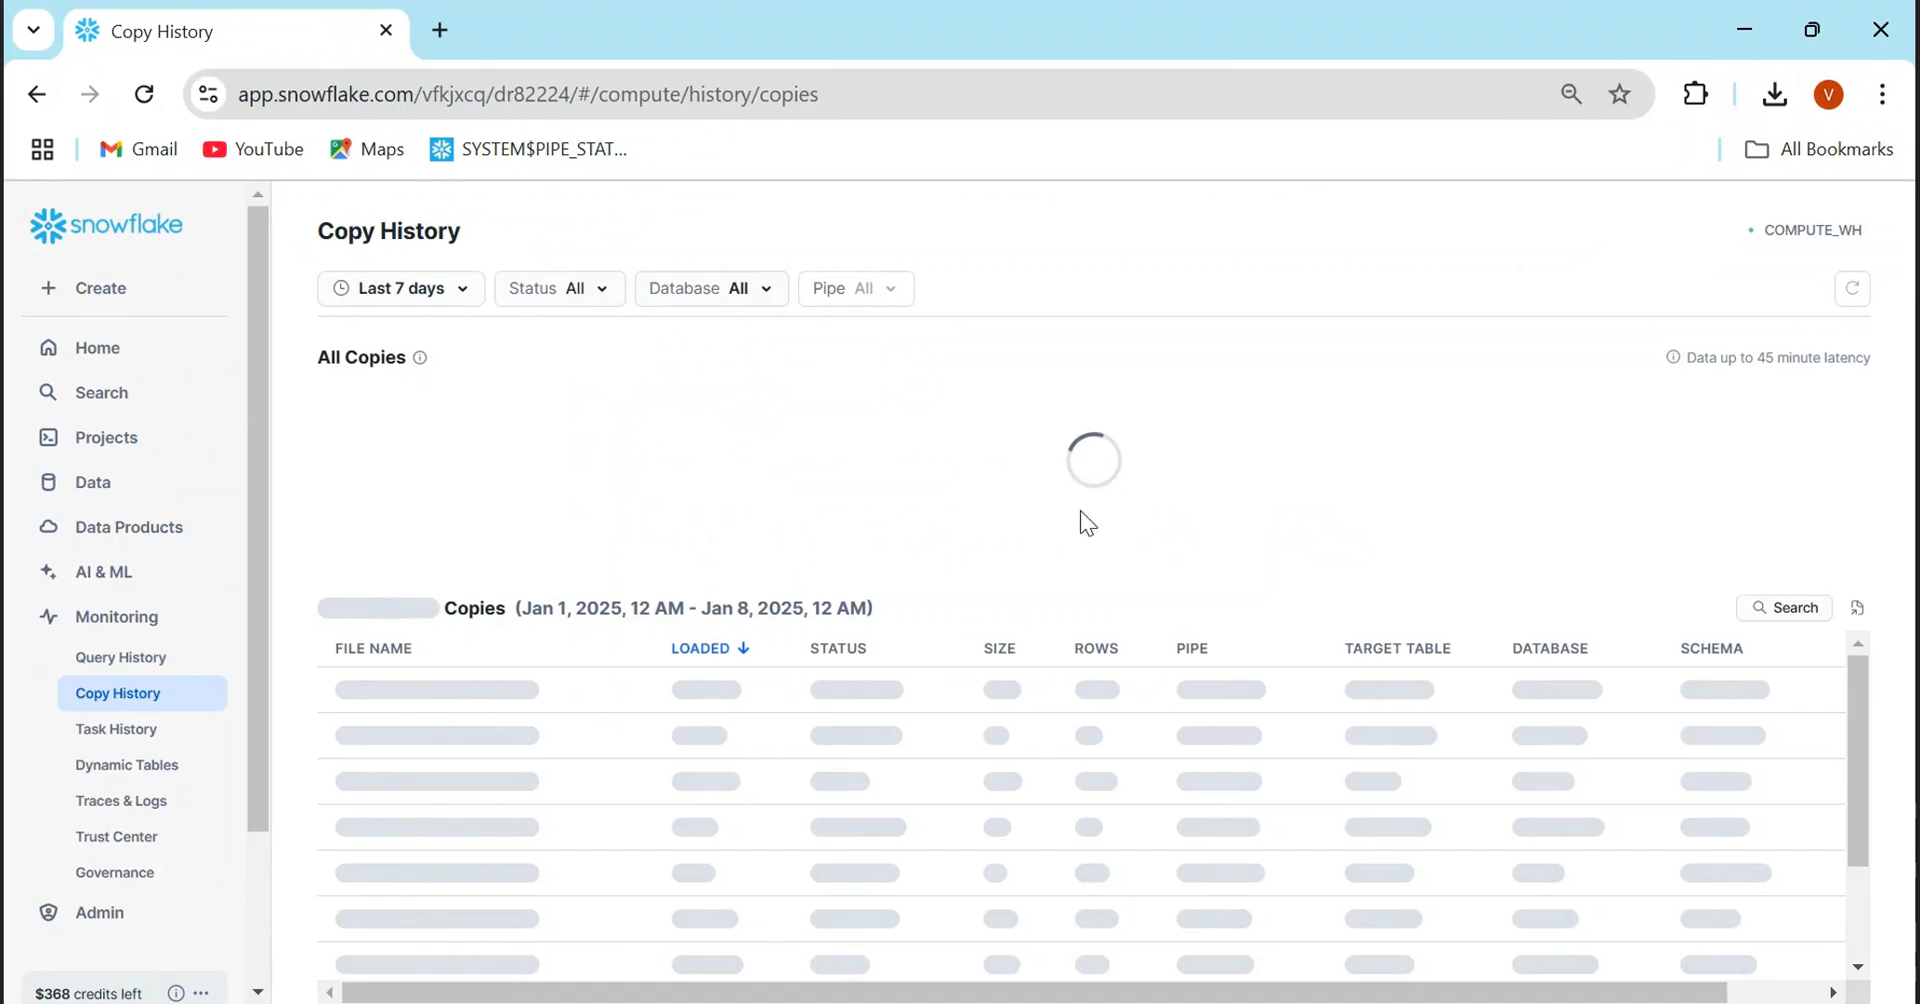 Copy History
app.snowflake.com/vfkjxcq/dr82224/#/compute/history/copies
V
Gmail
YouTube
Maps
SYSTEM$PIPE_STAT...
All Bookmarks
snowflake
Create
Home
Search
Projects
Data
Data Products
AI & ML
Monitoring
Query History
Copy History
Task History
Dynamic Tables
Traces & Logs
Trust Center
Governance
Admin
$368 credits left
Copy History
COMPUTE_WH
Last 7 days
Status All
Database All
Pipe All
All Copies
Data up to 45 minute latency
Copies (Jan 1, 2025, 12 AM - Jan 8, 2025, 12 AM)
Search
FILE NAME LOADED STATUS SIZE ROWS PIPE TARGET TABLE DATABASE SCHEMA